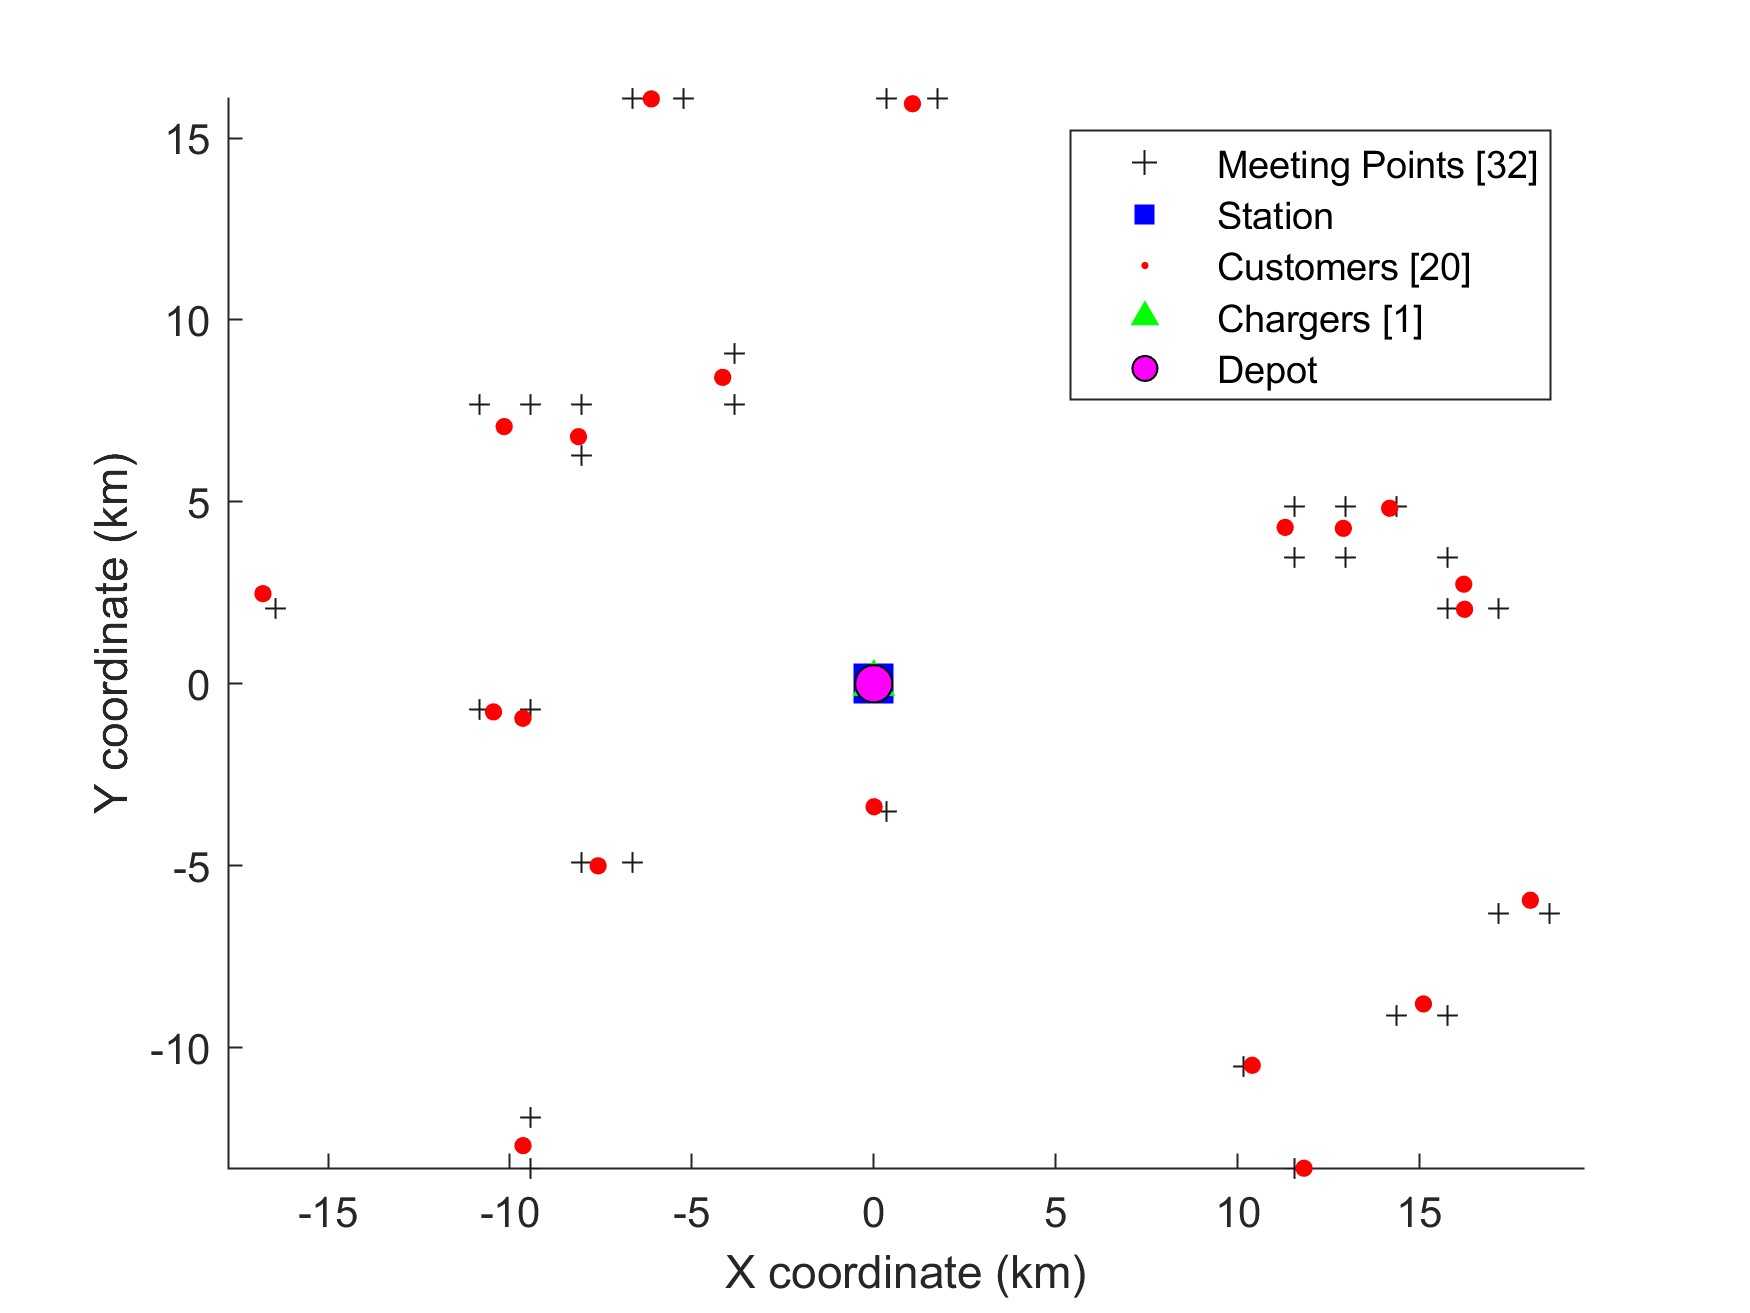 15
10
5
0
-5
-10
Y coordinate (km)
Meeting Points [32]
Station
Customers [20]
Chargers [1]
Depot
-15 -10 -5 0 5 10 15
X coordinate (km)